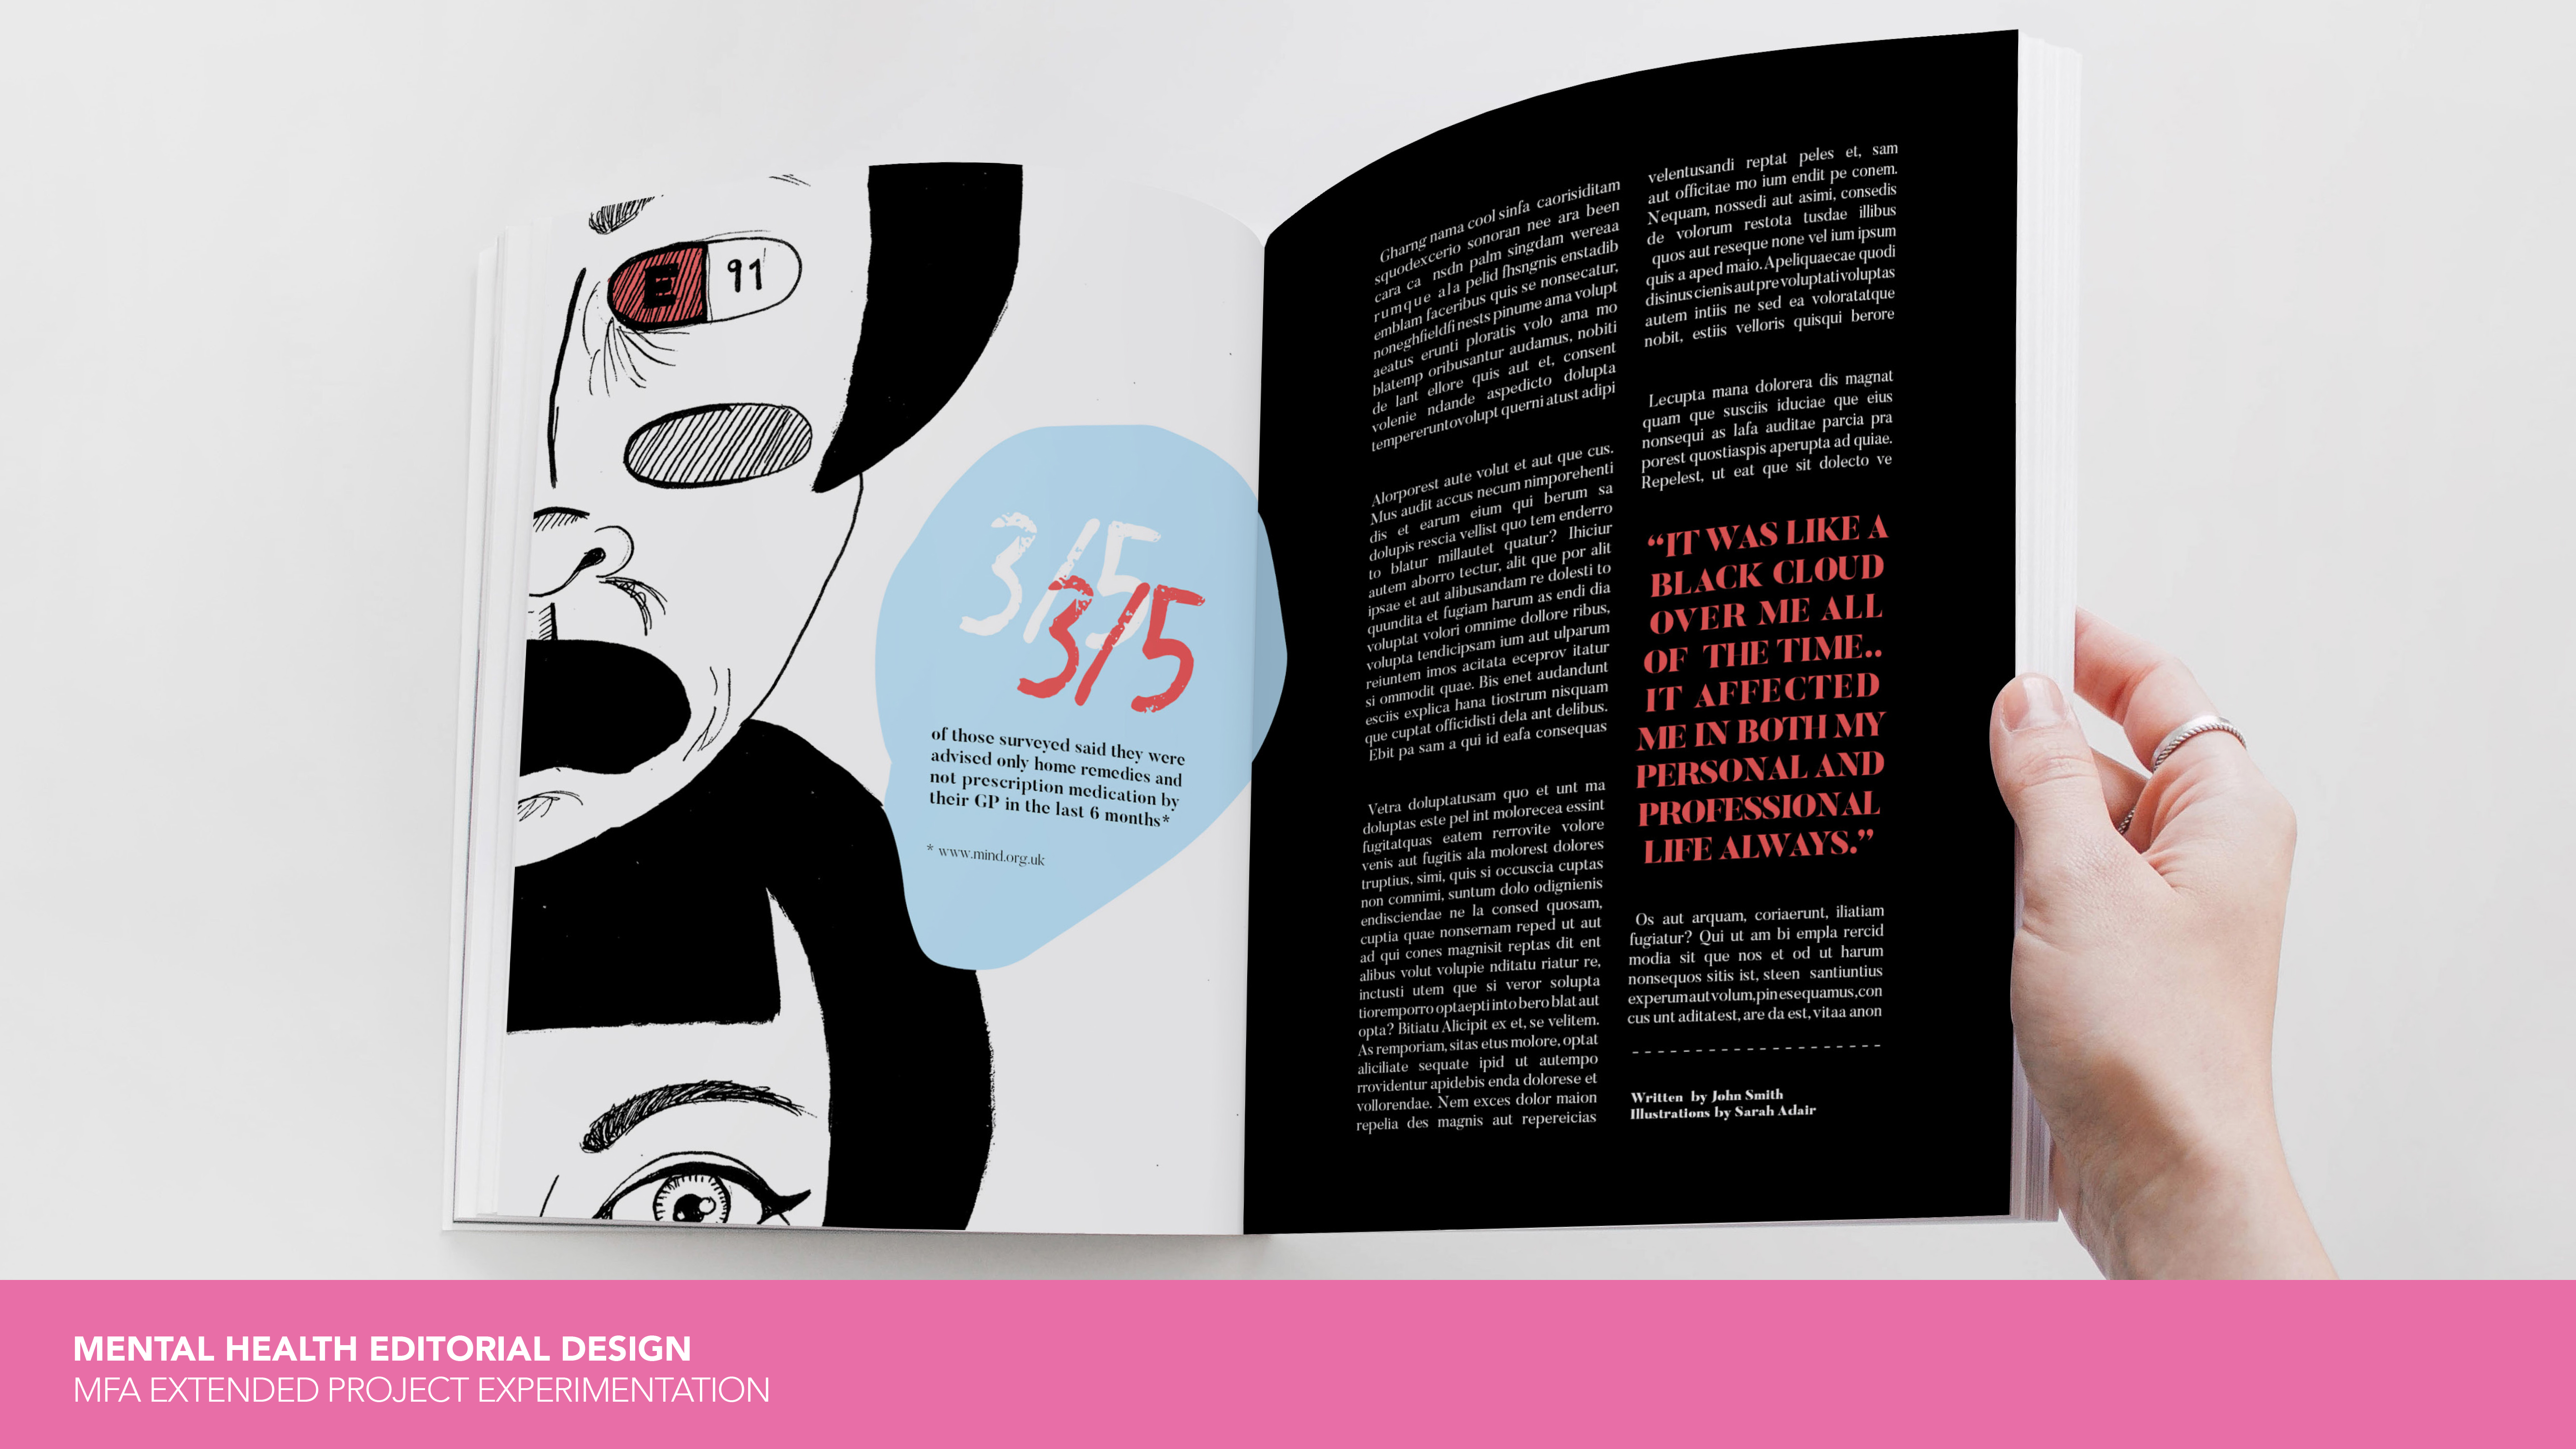 E 91
3/5
3/5
of those surveyed said they were
advised only home remedies and
not prescription medication by
their GP in the last 6 months*
* www.mind.org.uk
Gharng nama cool sinfa caorisiditam
squodexcerio sonoran nee ara been
cara ca nsdn palm singdam wereaa
rumque ala pelid fhsngnis enstadib
emblam faceribus quis se nonsecatur,
noneghfieldfi nests pinume ama volupt
aeatus erunti ploratis volo ama mo
blatemp oribusantur audamus, nobiti
de lant ellore quis aut et, consent
volenie ndande aspedicto dolupta
tempereruntovolupt querni atust adipi
Alorporest aute volut et aut que cus.
Mus audit accus necum nimporehenti
dis et earum eium qui berum sa
dolupis rescia vellist quo tem enderro
to blatur millautet quatur? Ihiciur
autem aborro tectur, alit que por alit
ipsae et aut alibusandam re dolesti to
quundita et fugiam harum as endi dia
voluptat volori omnime dollore ribus,
volupta tendicipsam ium aut ulparum
reiuntem imos acitata eceprov itatur
si ommodit quae. Bis enet audandunt
esciis explica hana tiostrum nisquam
que cuptat officidisti dela ant delibus.
Ebit pa sam a qui id eafa consequas
Vetra doluptatusam quo et unt ma
doluptas este pel int molorecea essint
fugitatquas eatem rerrovite volore
venis aut fugitis ala molorest dolores
truptius, simi, quis si occuscia cuptas
non comnimi, suntum dolo odignienis
endisciendae ne la consed quosam,
cuptia quae nonsernam reped ut aut
ad qui cones magnisit reptas dit ent
alibus volut volupie nditatu riatur re,
inctusti utem que si veror solupta
tioremporro optaepti into bero blat aut
opta? Bitiatu Alicipit ex et, se velitem.
As remporiam, sitas etus molore, optat
aliciliate sequate ipid ut autempo
rrovidentur apidebis enda dolorese et
vollorendae. Nem exces dolor maion
repelia des magnis aut repereicias
velentusandi reptat peles et, sam
aut officitae mo ium endit pe conem.
Nequam, nossedi aut asimi, consedis
de volorum restota tusdae illibus
quos aut reseque none vel ium ipsum
quis a aped maio. Apeliquaecae quodi
disinus cienis aut pre voluptati voluptas
autem intiis ne sed ea voloratatque
nobit, estiis velloris quisqui berore
Lecupta mana dolorera dis magnat
quam que susciis iduciae que eius
nonsequi as lafa auditae parcia pra
porest quostiaspis aperupta ad quiae.
Repelest, ut eat que sit dolecto ve
“IT WAS LIKE A
BLACK CLOUD
OVER ME ALL
OF THE TIME..
IT AFFECTED
ME IN BOTH MY
PERSONAL AND
PROFESSIONAL
LIFE ALWAYS.”
Os aut arquam, coriaerunt, iliatiam
fugiatur? Qui ut am bi empla rercid
modia sit que nos et od ut harum
nonsequos sitis ist, steen santiuntius
experum aut volum, pin esequamus, con
cus unt aditatest, are da est, vitaa anon
Written by John Smith
Illustrations by Sarah Adair
MENTAL HEALTH EDITORIAL DESIGN
MFA EXTENDED PROJECT EXPERIMENTATION